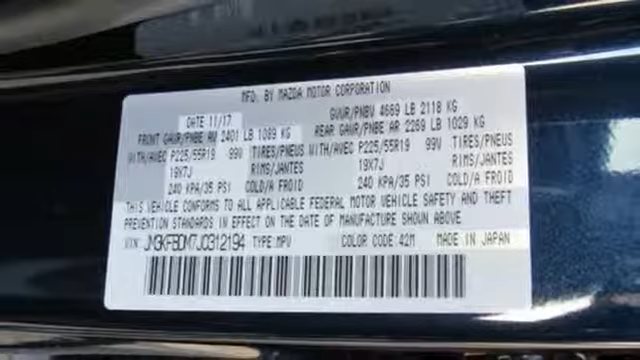 MFD. BY MAZDA MOTOR CORPORATION
DATE 11/17 GVWR/PNBV 4669 LB 2118 KG
FRONT GAWR/PNBE AV 2401 LB 1089 KG REAR GAWR/PNBE AR 2269 LB 1029 KG
WITH/AVEC P225/55R19 99V TIRES/PNEUS WITH/AVEC P225/55R19 99V TIRES/PNEUS
19X7J RIMS/JANTES 19X7J RIMS/JANTES
240 KPA/35 PSI COLD/A FROID 240 KPA/35 PSI COLD/A FROID
THIS VEHICLE CONFORMS TO ALL APPLICABLE FEDERAL MOTOR VEHICLE SAFETY AND THEFT
PREVENTION STANDARDS IN EFFECT ON THE DATE OF MANUFACTURE SHOWN ABOVE.
VIN: JM3KFBDM7J0312194 TYPE MPV COLOR CODE: 42M MADE IN JAPAN